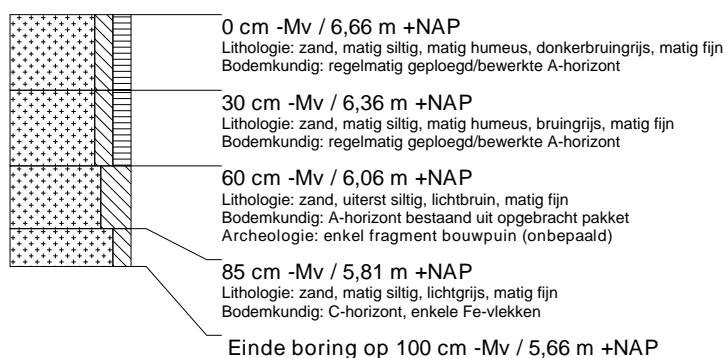 0 cm -Mv / 6,66 m +NAP
Lithologie: zand, matig siltig, matig humeus, donkerbruingrijs, matig fijn
Bodemkundig: regelmatig geploegd/bewerkte A-horizont
30 cm -Mv / 6,36 m +NAP
Lithologie: zand, matig siltig, matig humeus, bruingrijs, matig fijn
Bodemkundig: regelmatig geploegd/bewerkte A-horizont
60 cm -Mv / 6,06 m +NAP
Lithologie: zand, uiterst siltig, lichtbruin, matig fijn
Bodemkundig: A-horizont bestaand uit opgebracht pakket
Archeologie: enkel fragment bouwpuin (onbepaald)
85 cm -Mv / 5,81 m +NAP
Lithologie: zand, matig siltig, lichtgrijs, matig fijn
Bodemkundig: C-horizont, enkele Fe-vlekken
Einde boring op 100 cm -Mv / 5,66 m +NAP